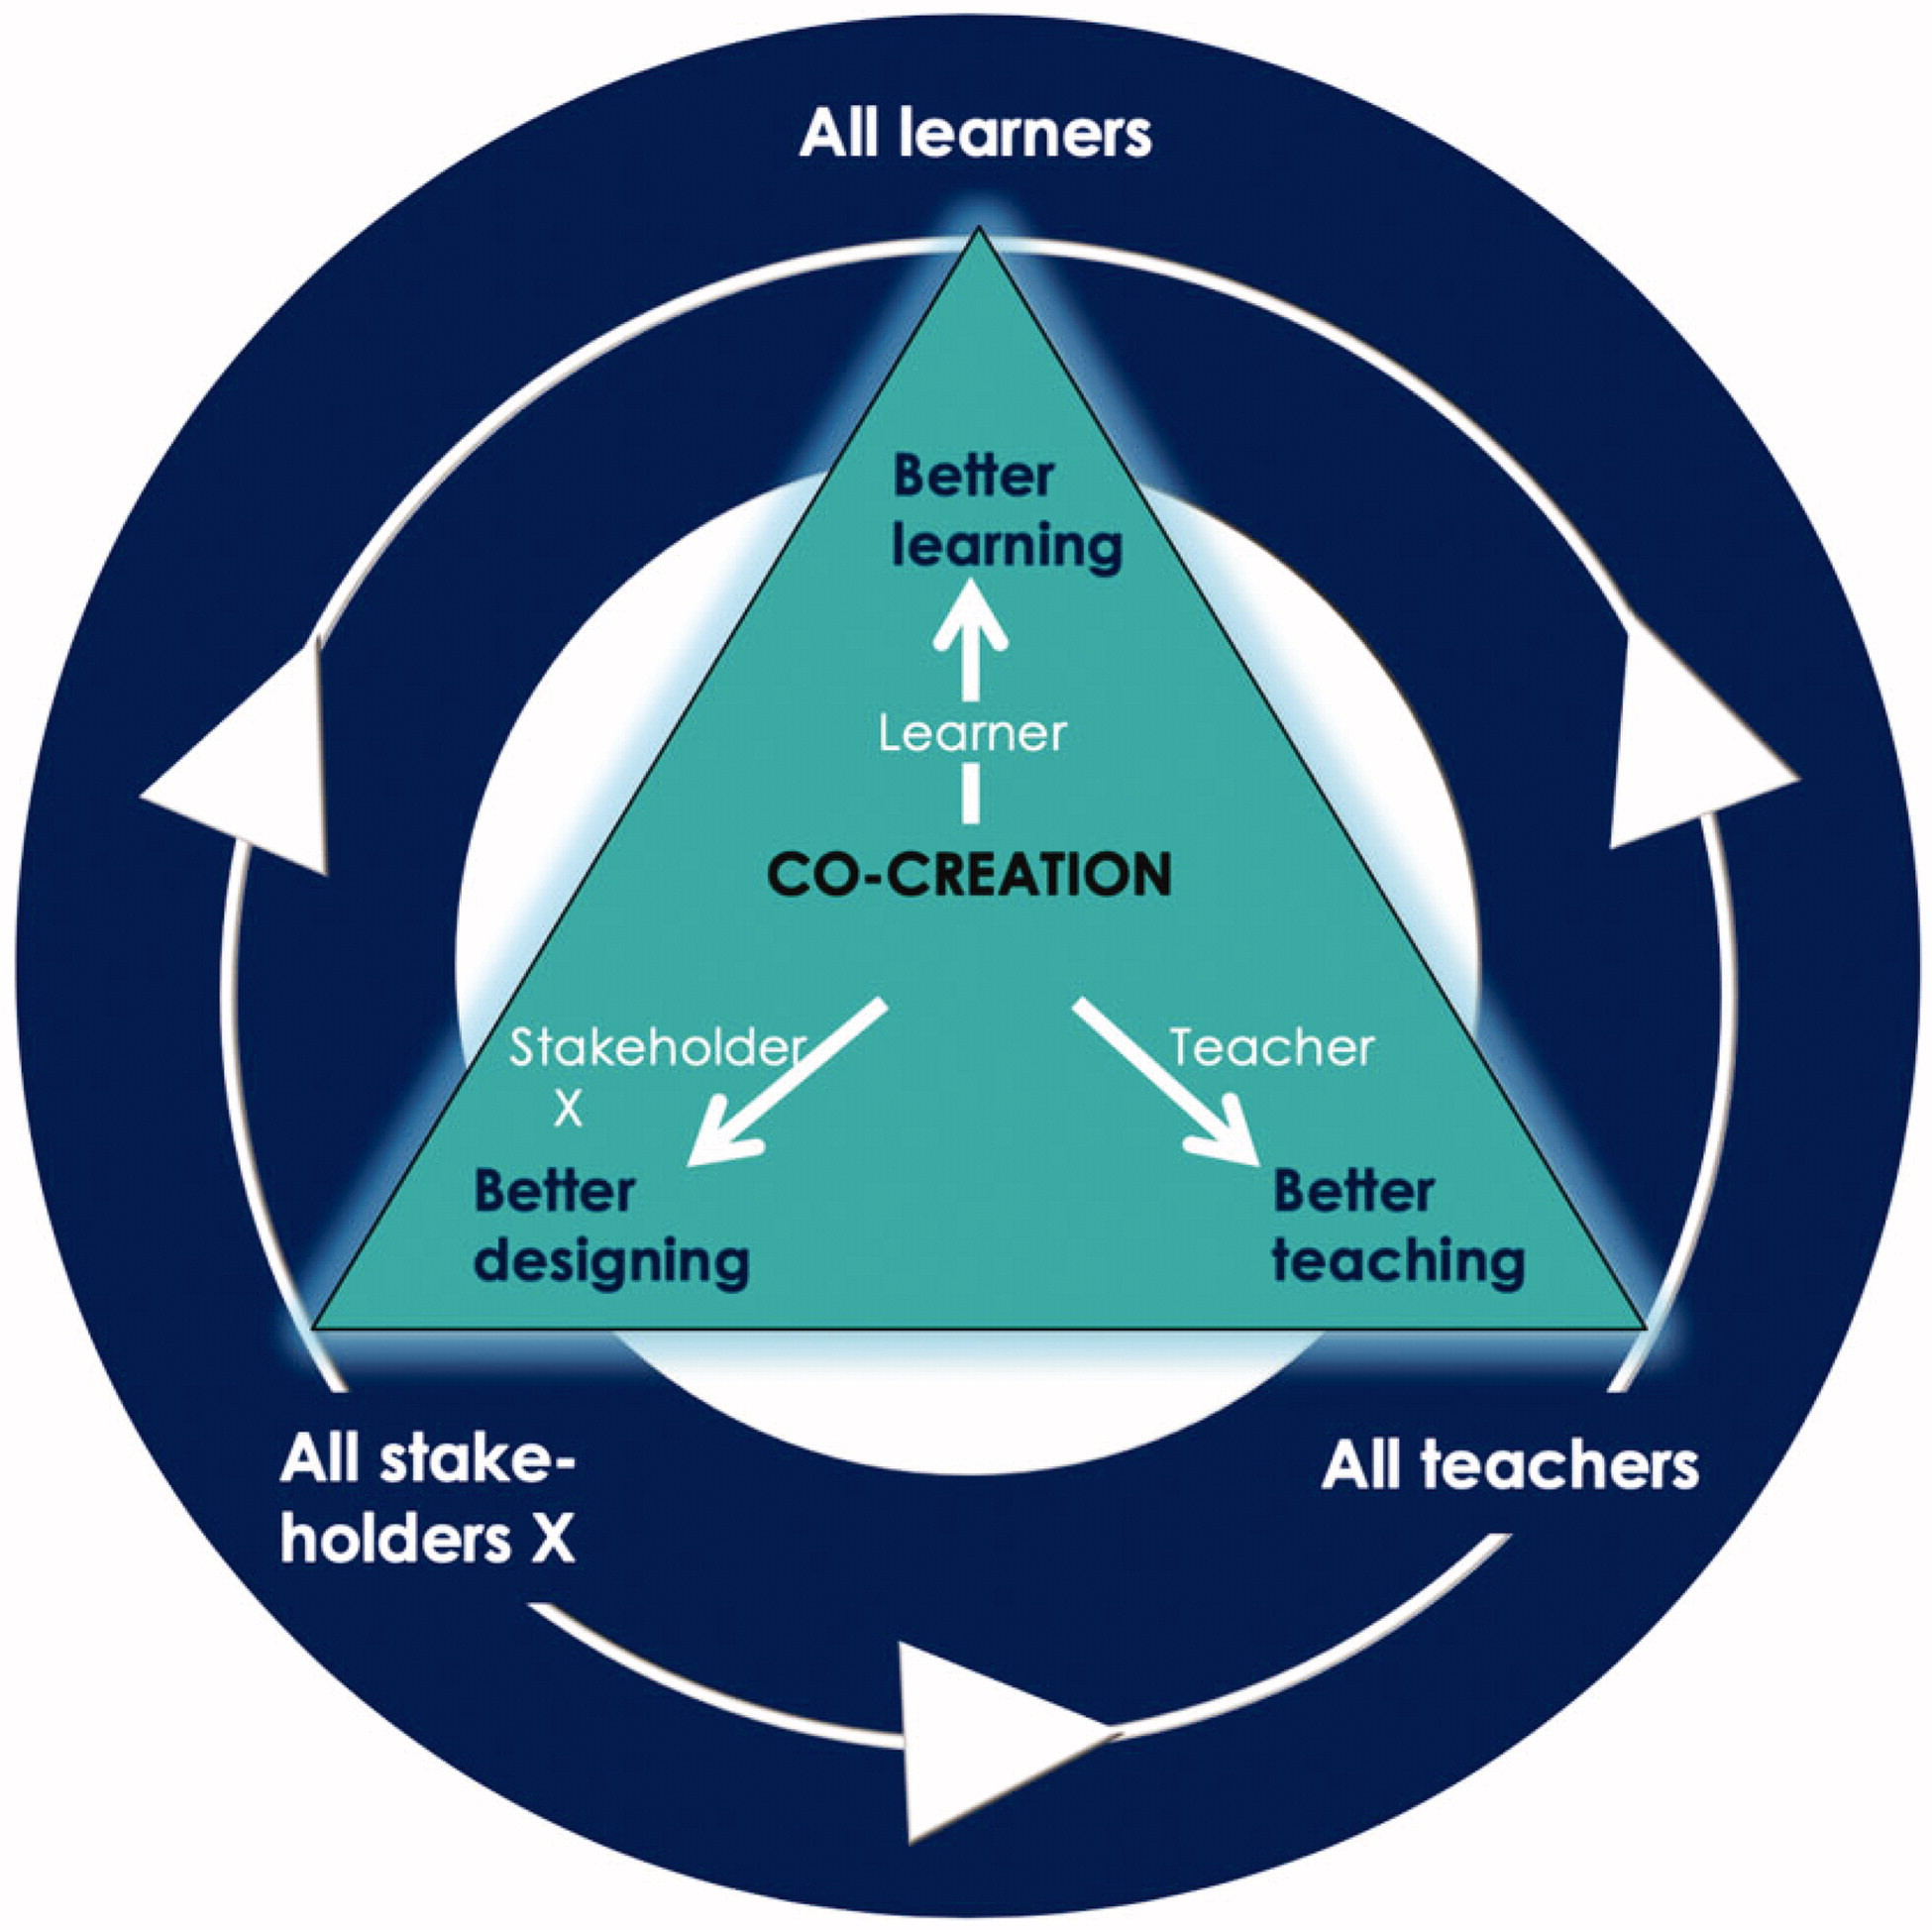 All learners
Better
learning
Learner
CO-CREATION
Stakeholder
X
Teacher
Better
designing
Better
teaching
All stake-
holders X
All teachers